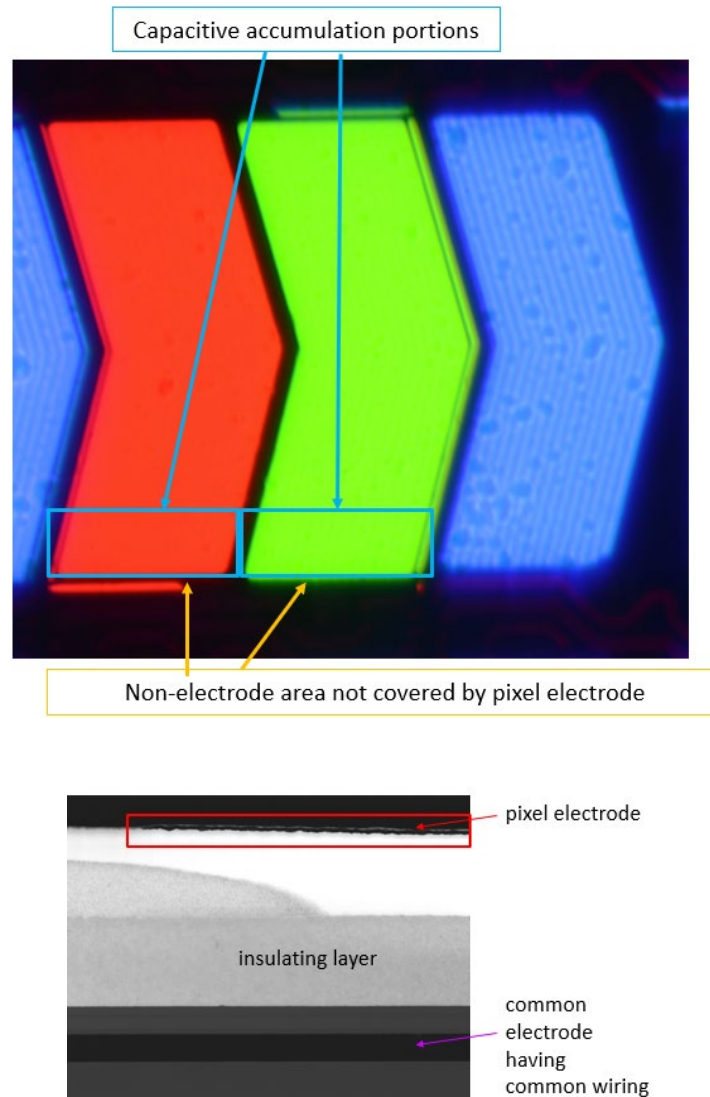 Capacitive accumulation portions
Non-electrode area not covered by pixel electrode
pixel electrode
insulating layer
common
electrode
having
common wiring